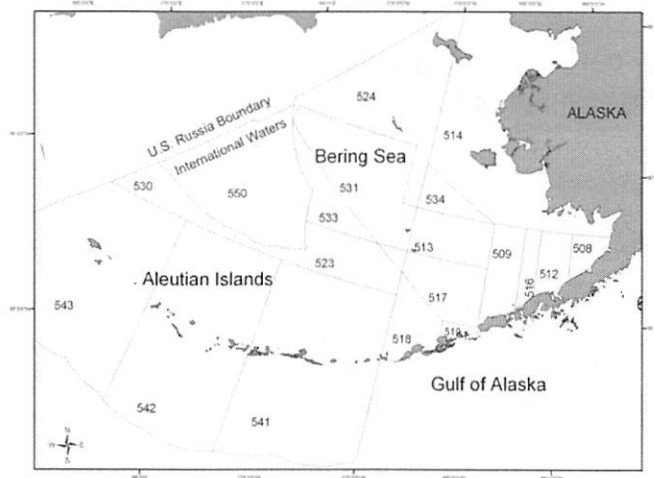 524
ALASKA
U.S. Russia Boundary
International Waters
514
Bering Sea
530
550
531
534
533
513
509
508
523
516
512
Aleutian Islands
517
543
518
519
Gulf of Alaska
542
541
N
W
E
S